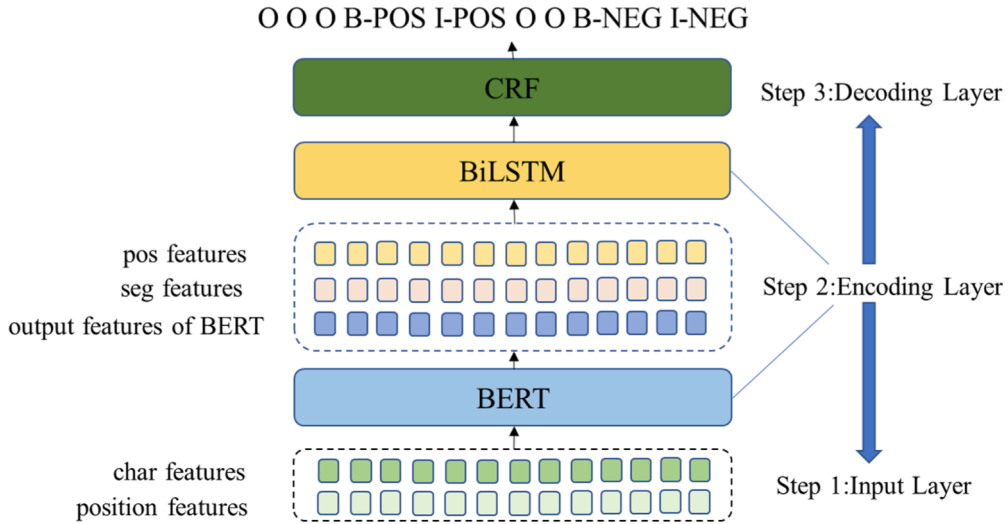 O O O B-POS I-POS O O B-NEG I-NEG
CRF
Step 3:Decoding Layer
BiLSTM
pos features
seg features
Step 2:Encoding Layer
output features of BERT
BERT
char features
Step 1:Input Layer
position features